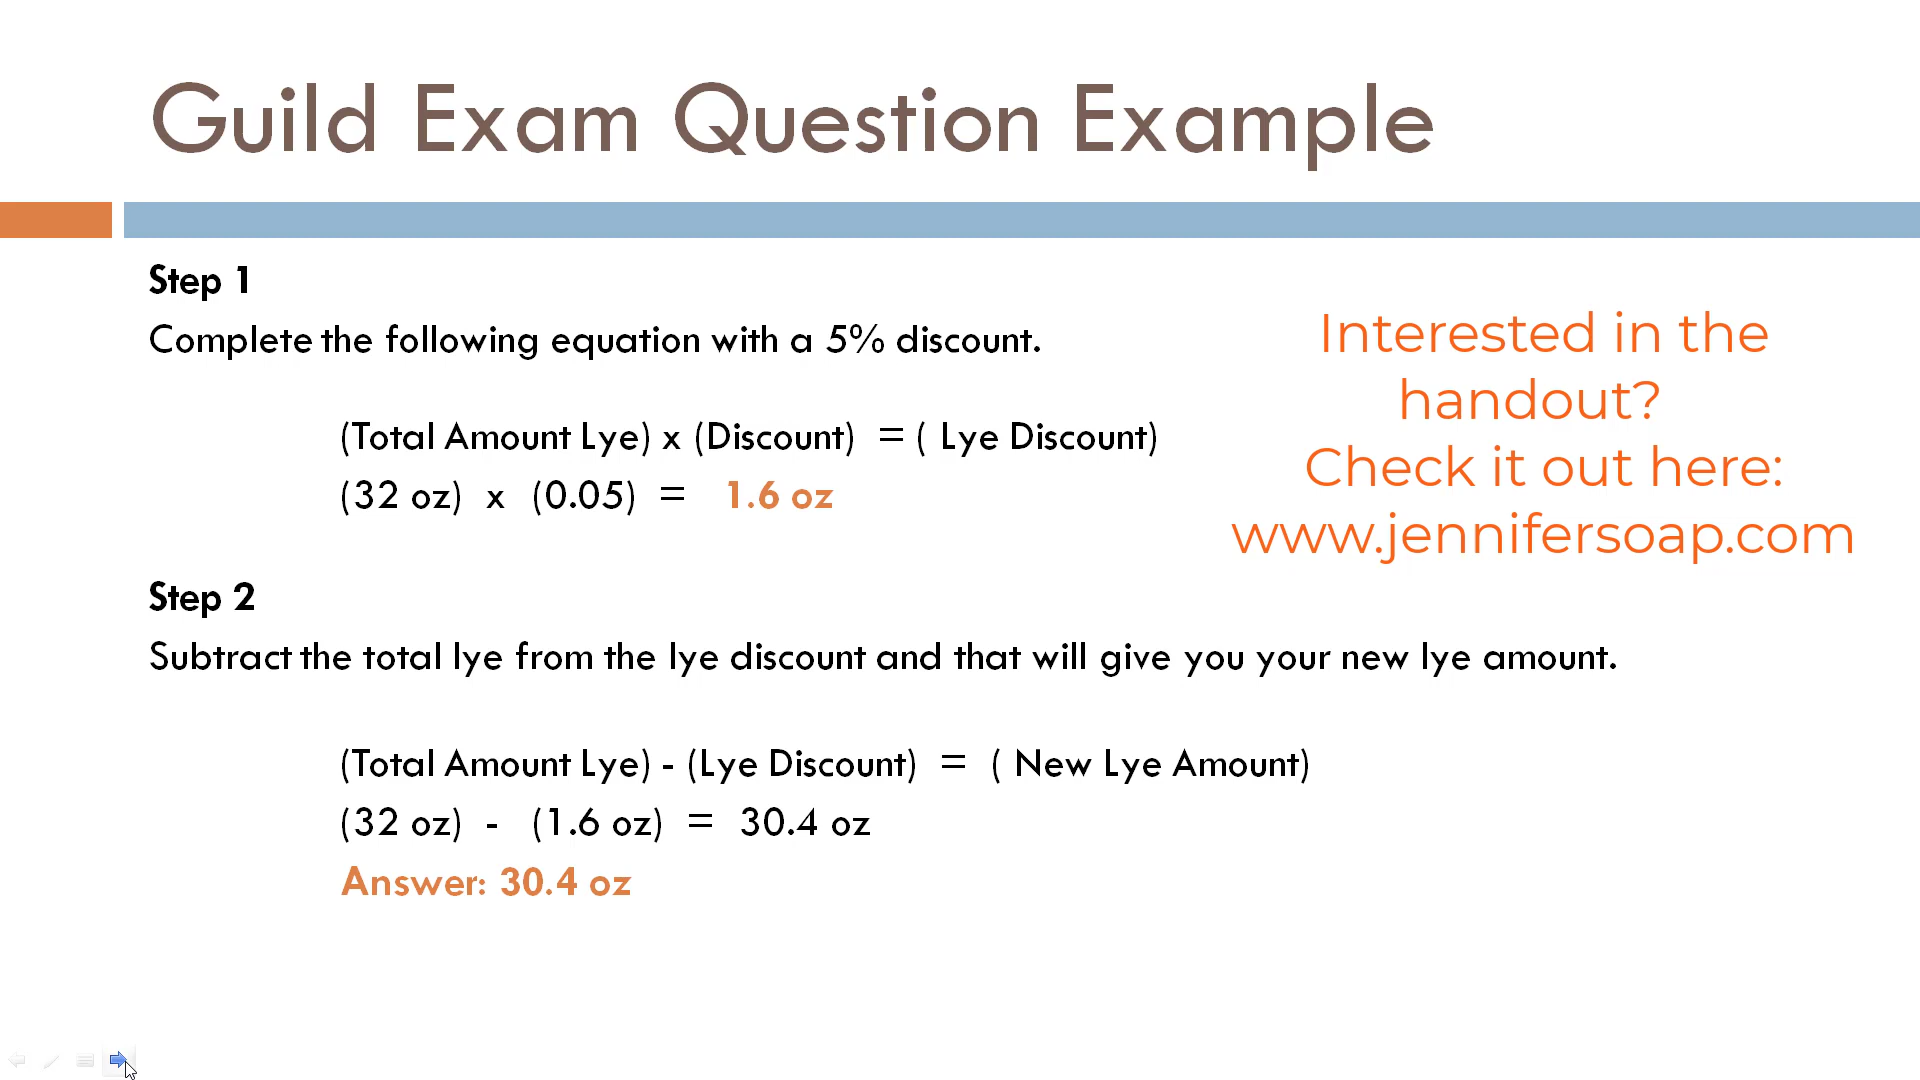 Guild Exam Question Example
Step 1
Complete the following equation with a 5% discount.
(Total Amount Lye) x (Discount) = ( Lye Discount)
(32 oz) x (0.05) = 1.6 oz
Interested in the
handout?
Check it out here:
www.jennifersoap.com
Step 2
Subtract the total lye from the lye discount and that will give you your new lye amount.
(Total Amount Lye) - (Lye Discount) = ( New Lye Amount)
(32 oz) - (1.6 oz) = 30.4 oz
Answer: 30.4 oz